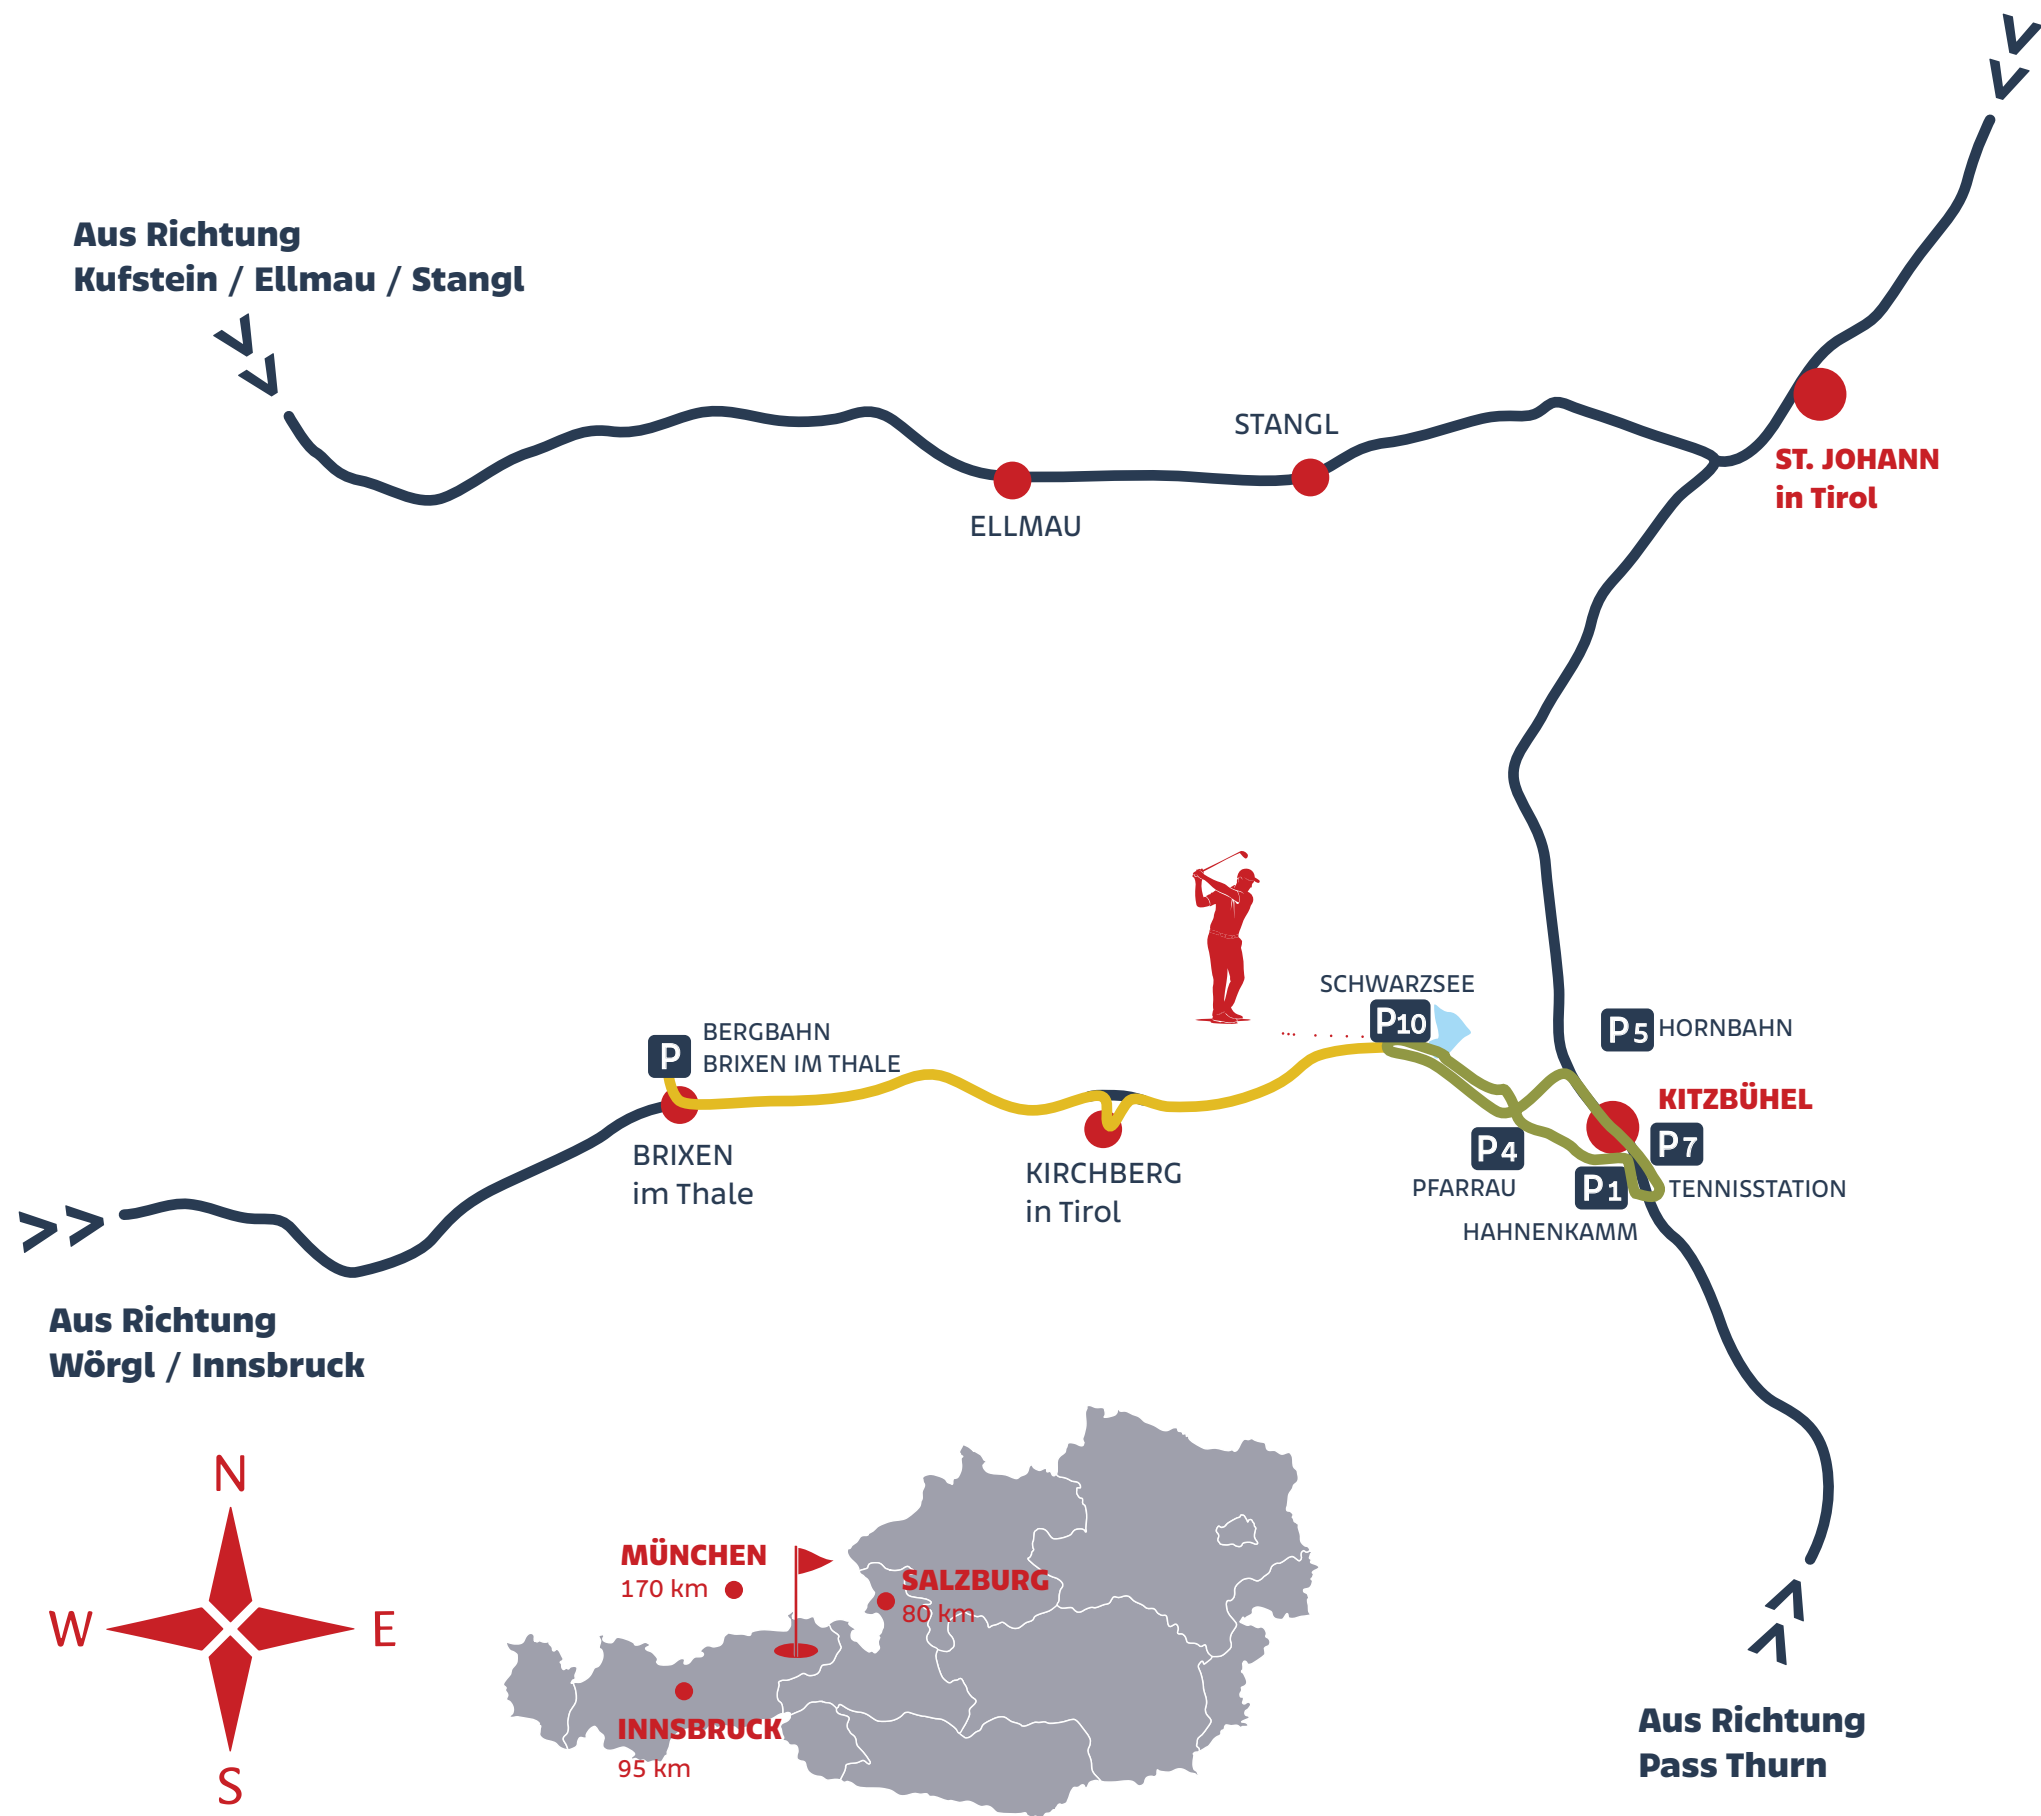 Aus Richtung
Kufstein / Ellmau / Stangl
STANGL
ELLMAU
ST. JOHANN
in Tirol
SCHWARZSEE
P10
P5 HORNBAHN
P
BERGBAHN
BRIXEN IM THALE
KITZBÜHEL
BRIXEN
im Thale
KIRCHBERG
in Tirol
P4
PFARRAU
P7
TENNISSTATION
P1
HAHNENKAMM
Aus Richtung
Wörgl / Innsbruck
N
W
E
S
MÜNCHEN
170 km
SALZBURG
80 km
INNSBRUCK
95 km
Aus Richtung
Pass Thurn